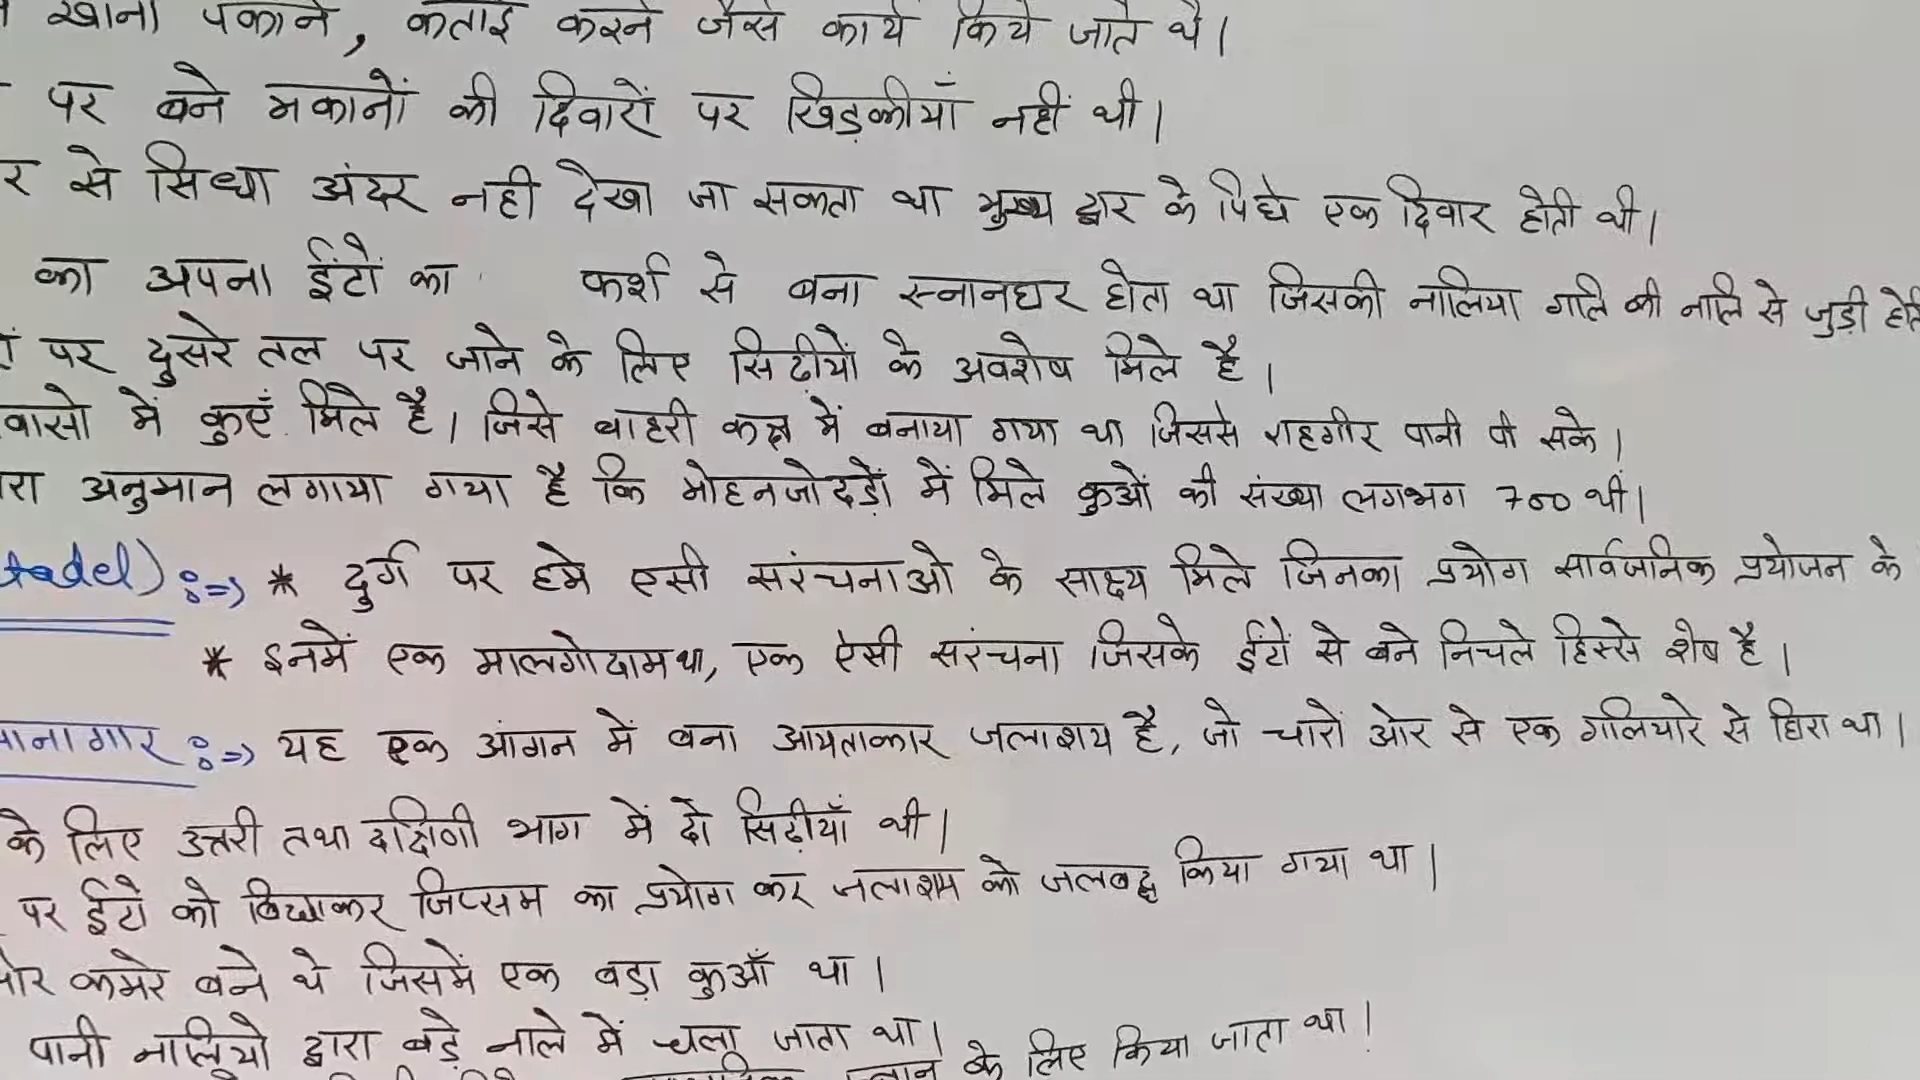 खाना पकाने, कताई करने जैसे कार्य किये जाते थे।
पर बने मकानों की दिवारों पर खिड़कीयाँ नहीं थी।
र से सिधा अंदर नही देखा जा सकता था मुख्य द्वार के पिछे एक दिवार होती थी।
का अपना ईंटों का फर्श से बना स्नानघर होता था जिसकी नालिया गलि की नालि से जुड़ी होती
पर दुसरे तल पर जाने के लिए सिढीयों के अवशेष मिले है।
वासो में कुएं मिले है। जिसे बाहरी कक्ष में बनाया गया था जिससे राहगीर पानी पी सके।
रा अनुमान लगाया गया है कि मोहनजोदड़ों में मिले कुओं की संख्या लगभग 700 थी।
tadel) :=> * दुर्ग पर हमे एसी सरंचनाओ के साक्ष्य मिले जिनका प्रयोग सार्वजनिक प्रयोजन के
* इनमें एक मालगोदाम था, एक ऐसी सरंचना जिसके ईंटों से बने निचले हिस्से शेष है।
नानागार :=> यह एक आंगन में बना आयताकार जलाशय है, जो चारों ओर से एक गलियारे से घिरा था।
के लिए उत्तरी तथा दक्षिणी भाग में दो सिढ़ीयाँ थी।
पर ईंटो को बिछाकर जिप्सम का प्रयोग कर जलाशय को जलबद्ध किया गया था।
ओर कमरे बने थे जिसमें एक बड़ा कुआँ था।
पानी नालियो द्वारा बड़े नाले में चला जाता था।
स्नान के लिए किया जाता था।